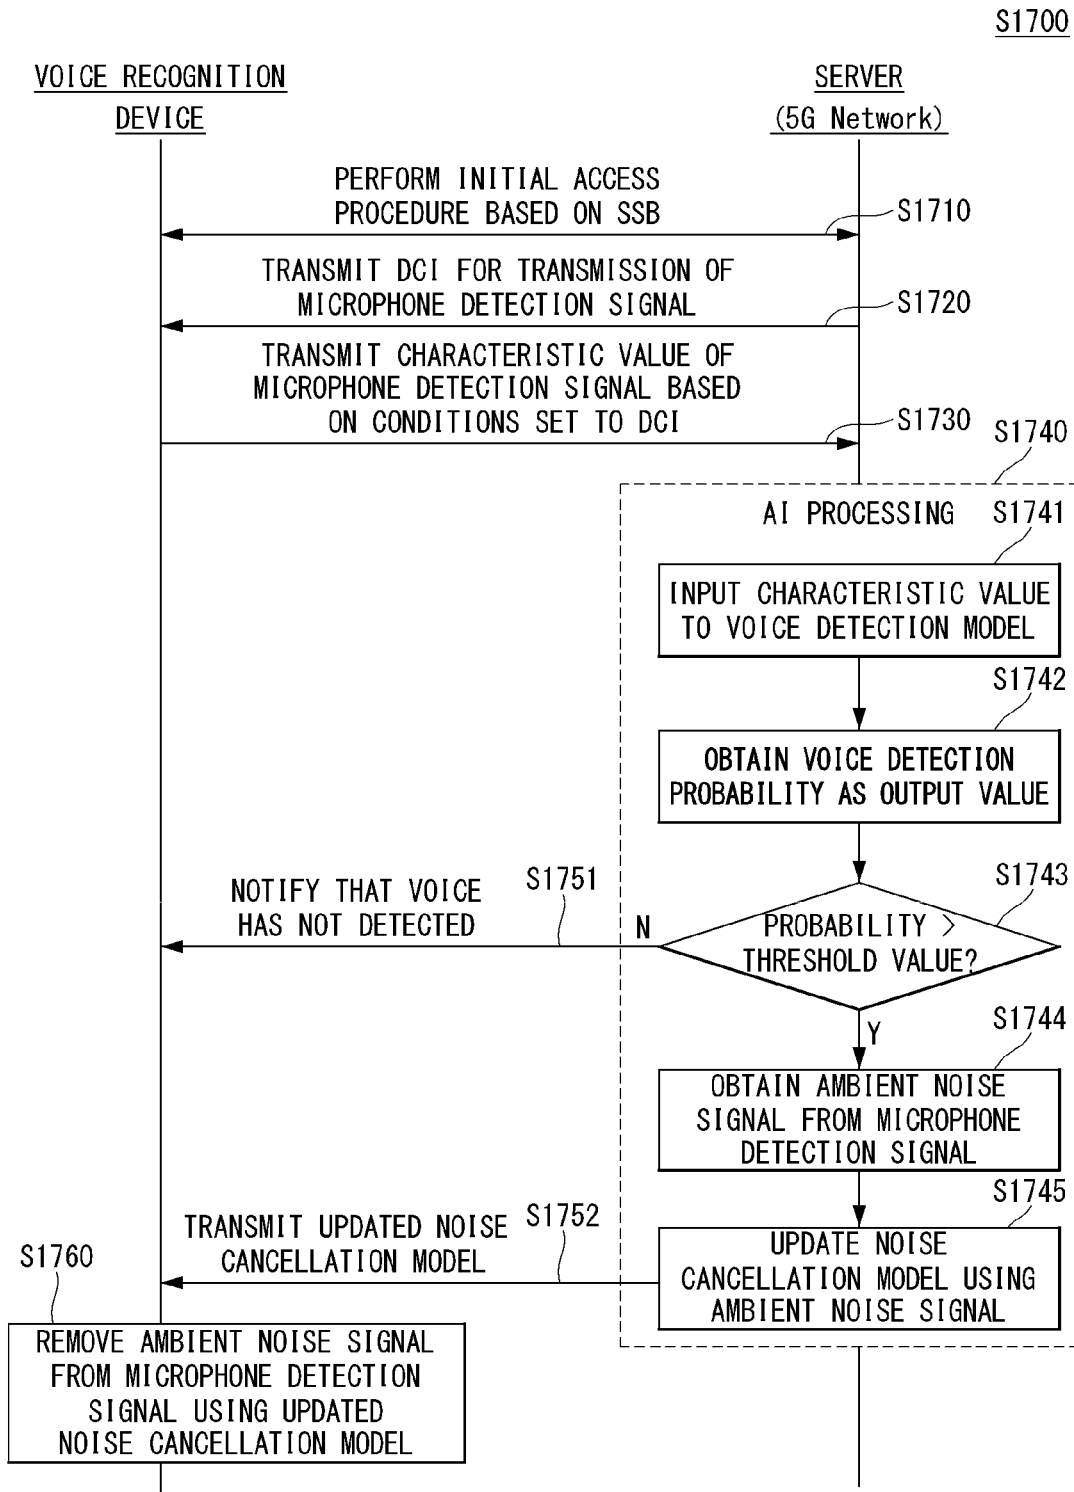 S1700
VOICE RECOGNITION
DEVICE
SERVER
(5G Network)
PERFORM INITIAL ACCESS
PROCEDURE BASED ON SSB
S1710
TRANSMIT DCI FOR TRANSMISSION OF
MICROPHONE DETECTION SIGNAL
S1720
TRANSMIT CHARACTERISTIC VALUE OF
MICROPHONE DETECTION SIGNAL BASED
ON CONDITIONS SET TO DCI
S1730
S1740
AI PROCESSING
S1741
INPUT CHARACTERISTIC VALUE
TO VOICE DETECTION MODEL
S1742
OBTAIN VOICE DETECTION
PROBABILITY AS OUTPUT VALUE
S1743
PROBABILITY >
THRESHOLD VALUE?
N
S1751
NOTIFY THAT VOICE
HAS NOT DETECTED
Y
S1744
OBTAIN AMBIENT NOISE
SIGNAL FROM MICROPHONE
DETECTION SIGNAL
S1745
UPDATE NOISE
CANCELLATION MODEL USING
AMBIENT NOISE SIGNAL
S1752
TRANSMIT UPDATED NOISE
CANCELLATION MODEL
S1760
REMOVE AMBIENT NOISE SIGNAL
FROM MICROPHONE DETECTION
SIGNAL USING UPDATED
NOISE CANCELLATION MODEL